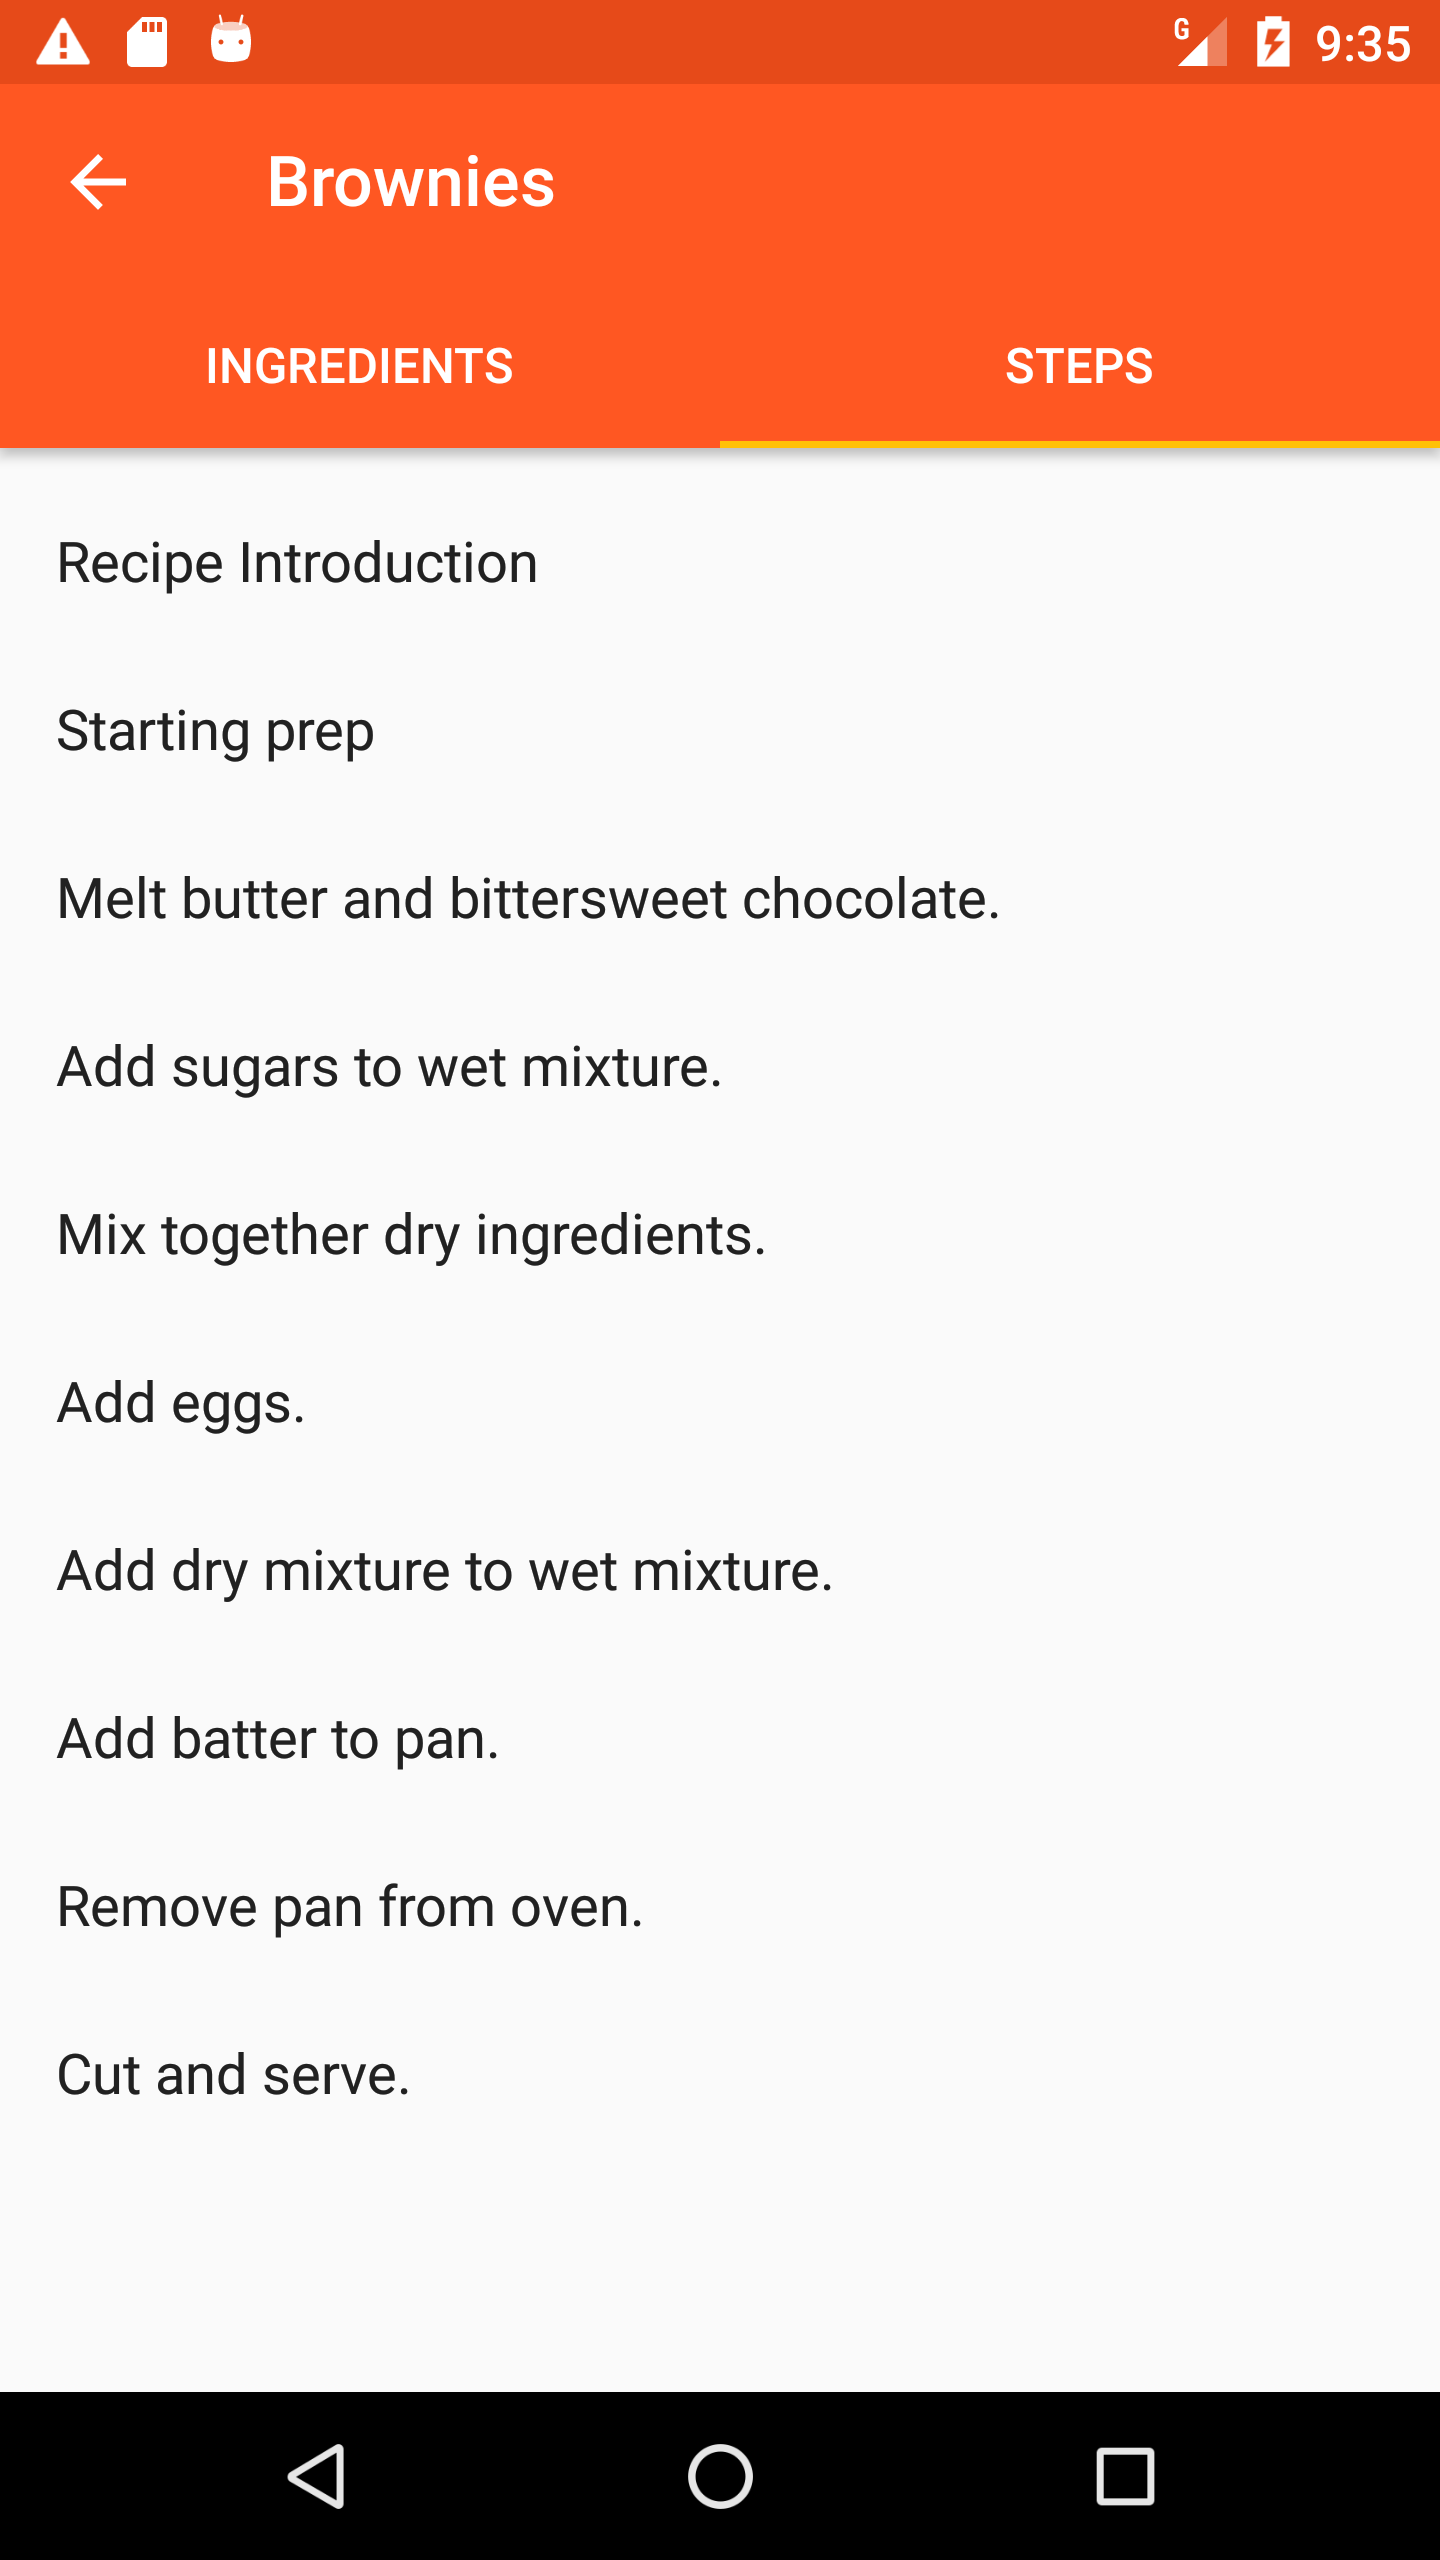 G 9:35
Brownies
INGREDIENTS STEPS
Recipe Introduction
Starting prep
Melt butter and bittersweet chocolate.
Add sugars to wet mixture.
Mix together dry ingredients.
Add eggs.
Add dry mixture to wet mixture.
Add batter to pan.
Remove pan from oven.
Cut and serve.